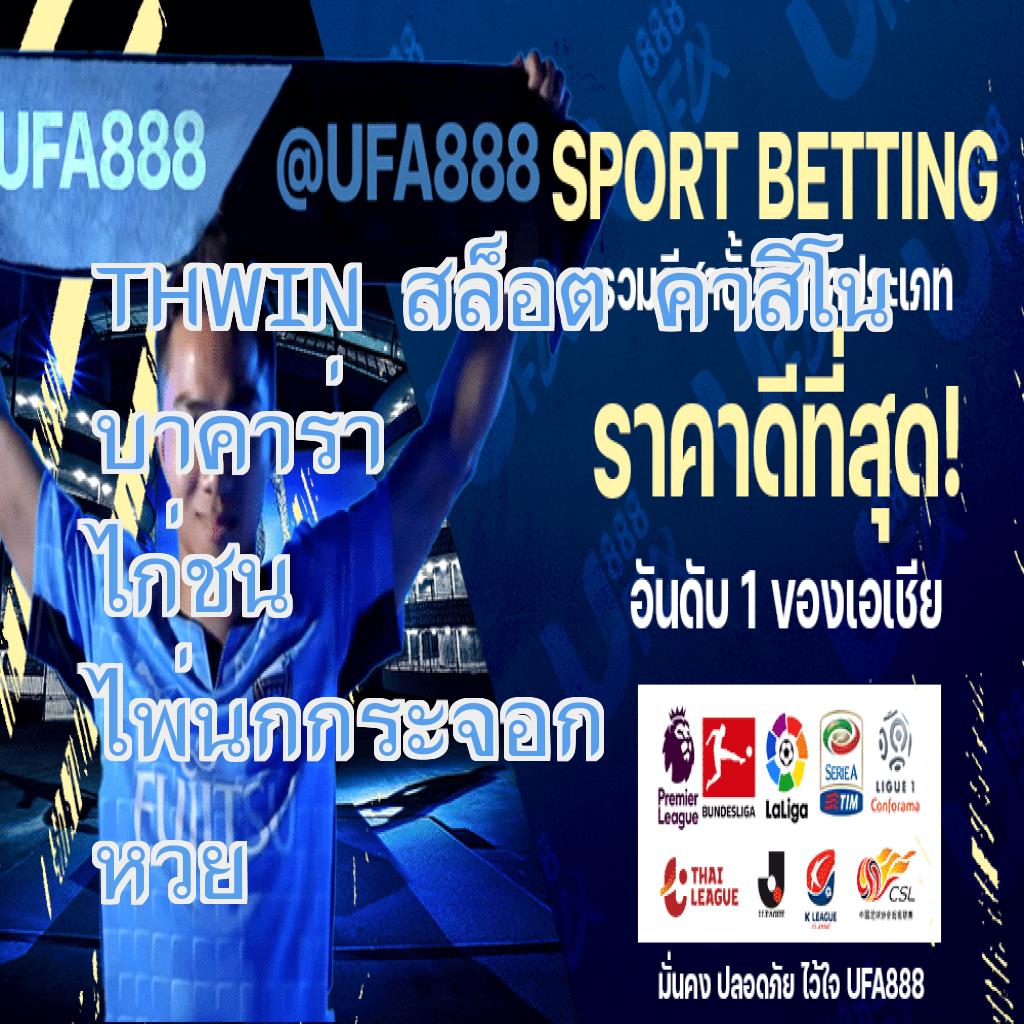 UFA888
@UFA888
SPORT BETTING
THWIN สล็อต คาสิโน
บาคาร่า
ราคาดีที่สุด!
ไก่ชน
อันดับ 1 ของเอเชีย
ไพ่นกกระจอก
FUJITSU
หวย
Premier League
BUNDESLIGA
LaLiga
SERIE A
TIM
LIGUE 1
Conforama
THAI LEAGUE
J.LEAGUE
K LEAGUE
CSL
มั่นคง ปลอดภัย ไว้ใจ UFA888